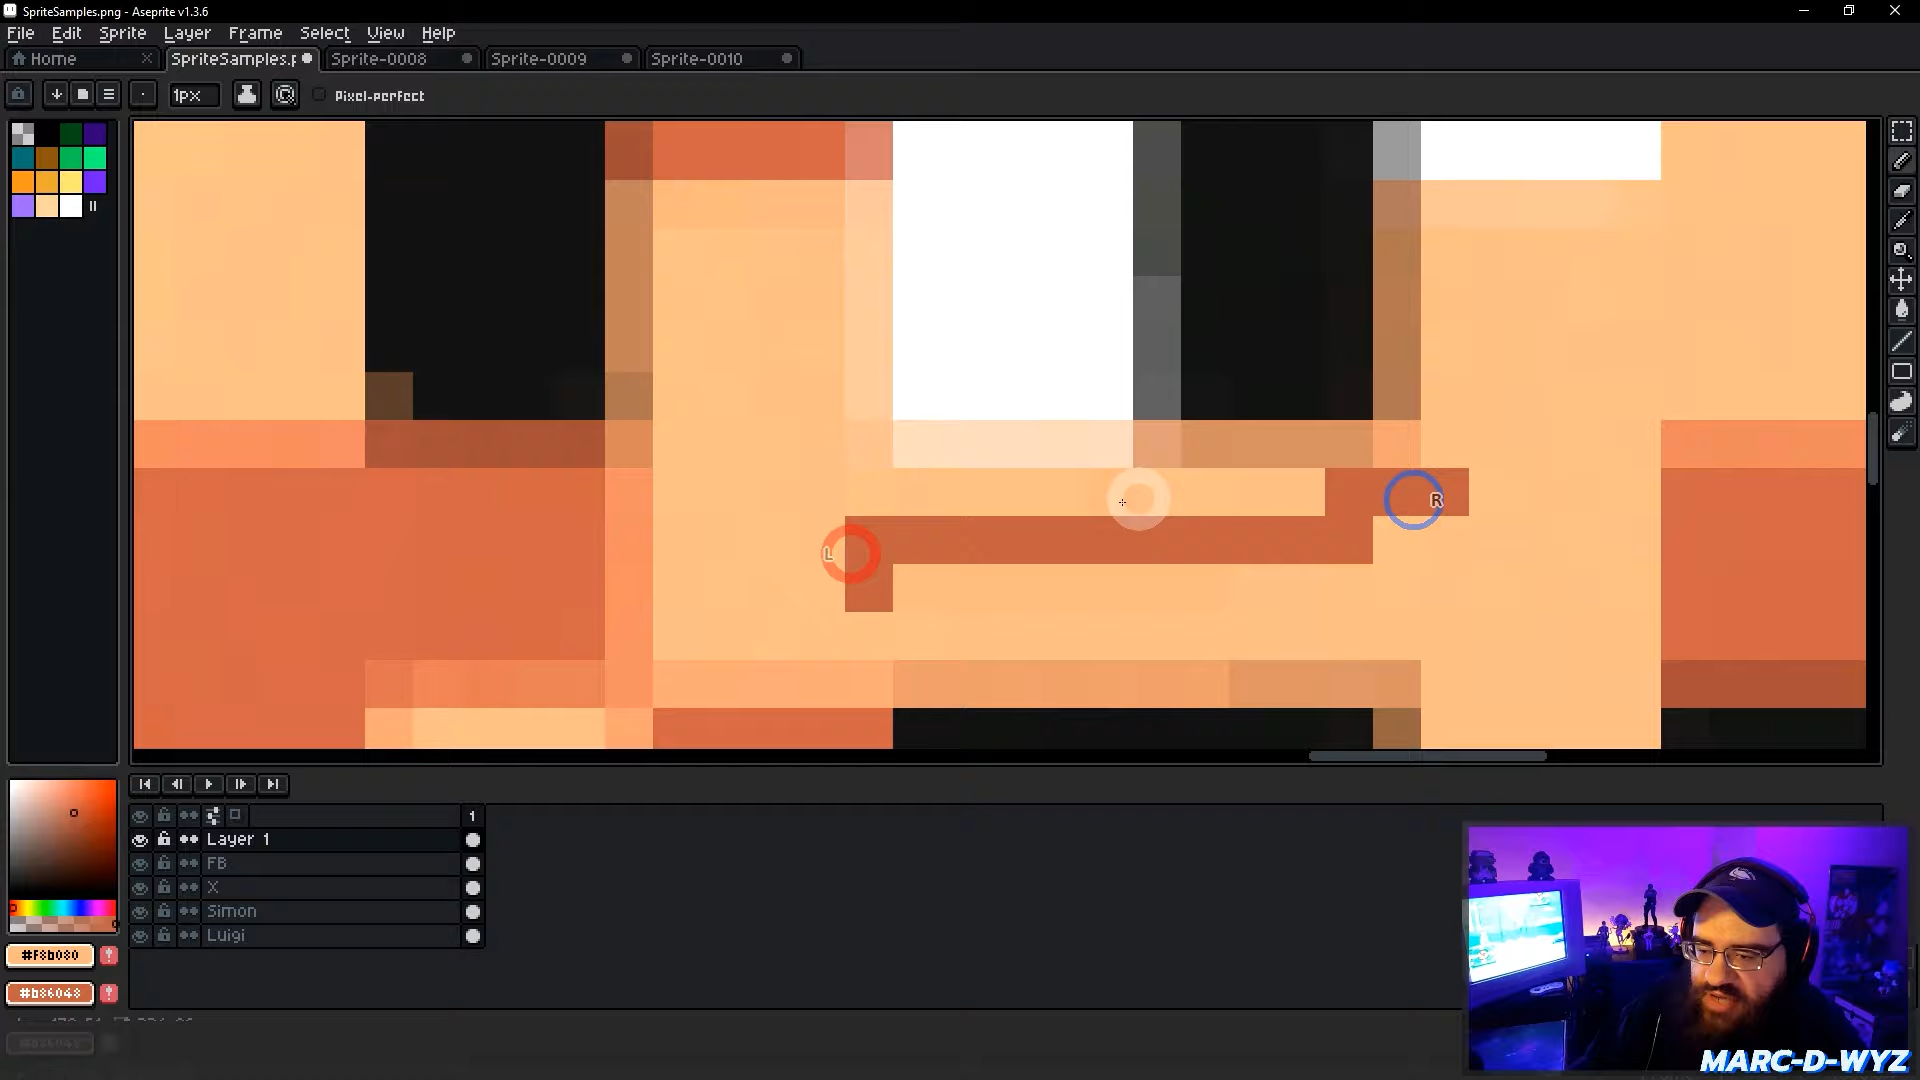 SpriteSamples.png - Aseprite v1.3.6
File Edit Sprite Layer Frame Select View Help
Home SpriteSamples.p Sprite-0008 Sprite-0009 Sprite-0010
1px Pixel-perfect
L
R
1
Layer 1
FB
X
Simon
Luigi
#F8b080
#b86048
MARC-D-WYZ